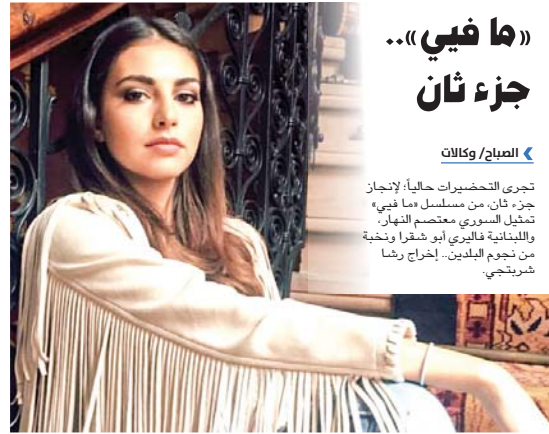 «ما فيي»..
جزء ثان
الصباح/ وكالات
تجرى التحضيرات حالياً؛ لإنجاز
جزء ثان، من مسلسل «ما فيي»
تمثيل السوري معتصم النهار،
واللبنانية فاليري أبو شقرا ونخبة
من نجوم البلدين.. إخراج رشا
شربتجي.